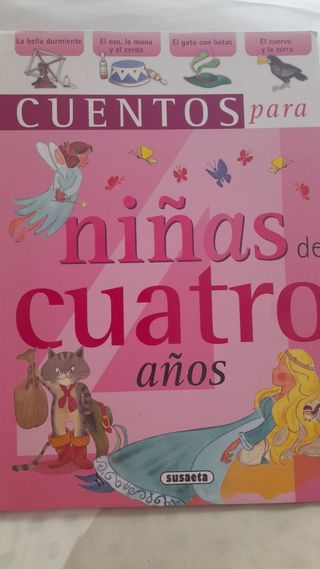 La bella durmiente
El oso, la mona
y el cerdo
El gato con botas
El cuervo
y la zorra
CUENTOS para
niñas de
cuatro
años
4
susaeta